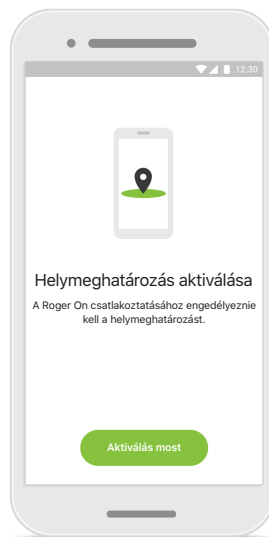 12:30
Helymeghatározás aktiválása
A Roger On csatlakoztatásához engedélyeznie
kell a helymeghatározást.
Aktiválás most